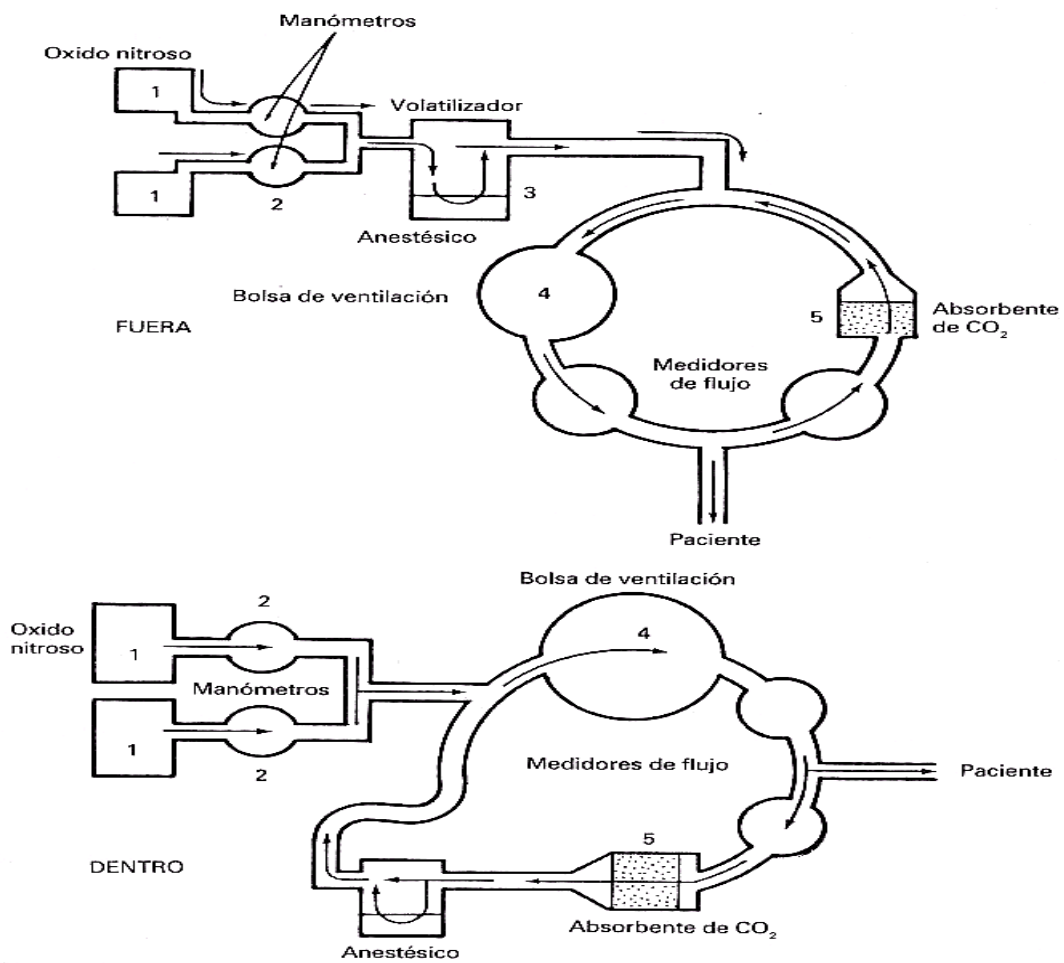 Manómetros
Oxido nitroso
1
Volatilizador
1
2
3
Anestésico
Bolsa de ventilación
4
FUERA
5
Absorbente
de CO₂
Medidores
de flujo
Paciente
Bolsa de ventilación
2
4
Oxido
nitroso
1
Manómetros
1
2
Medidores de flujo
Paciente
5
DENTRO
Absorbente de CO₂
Anestésico